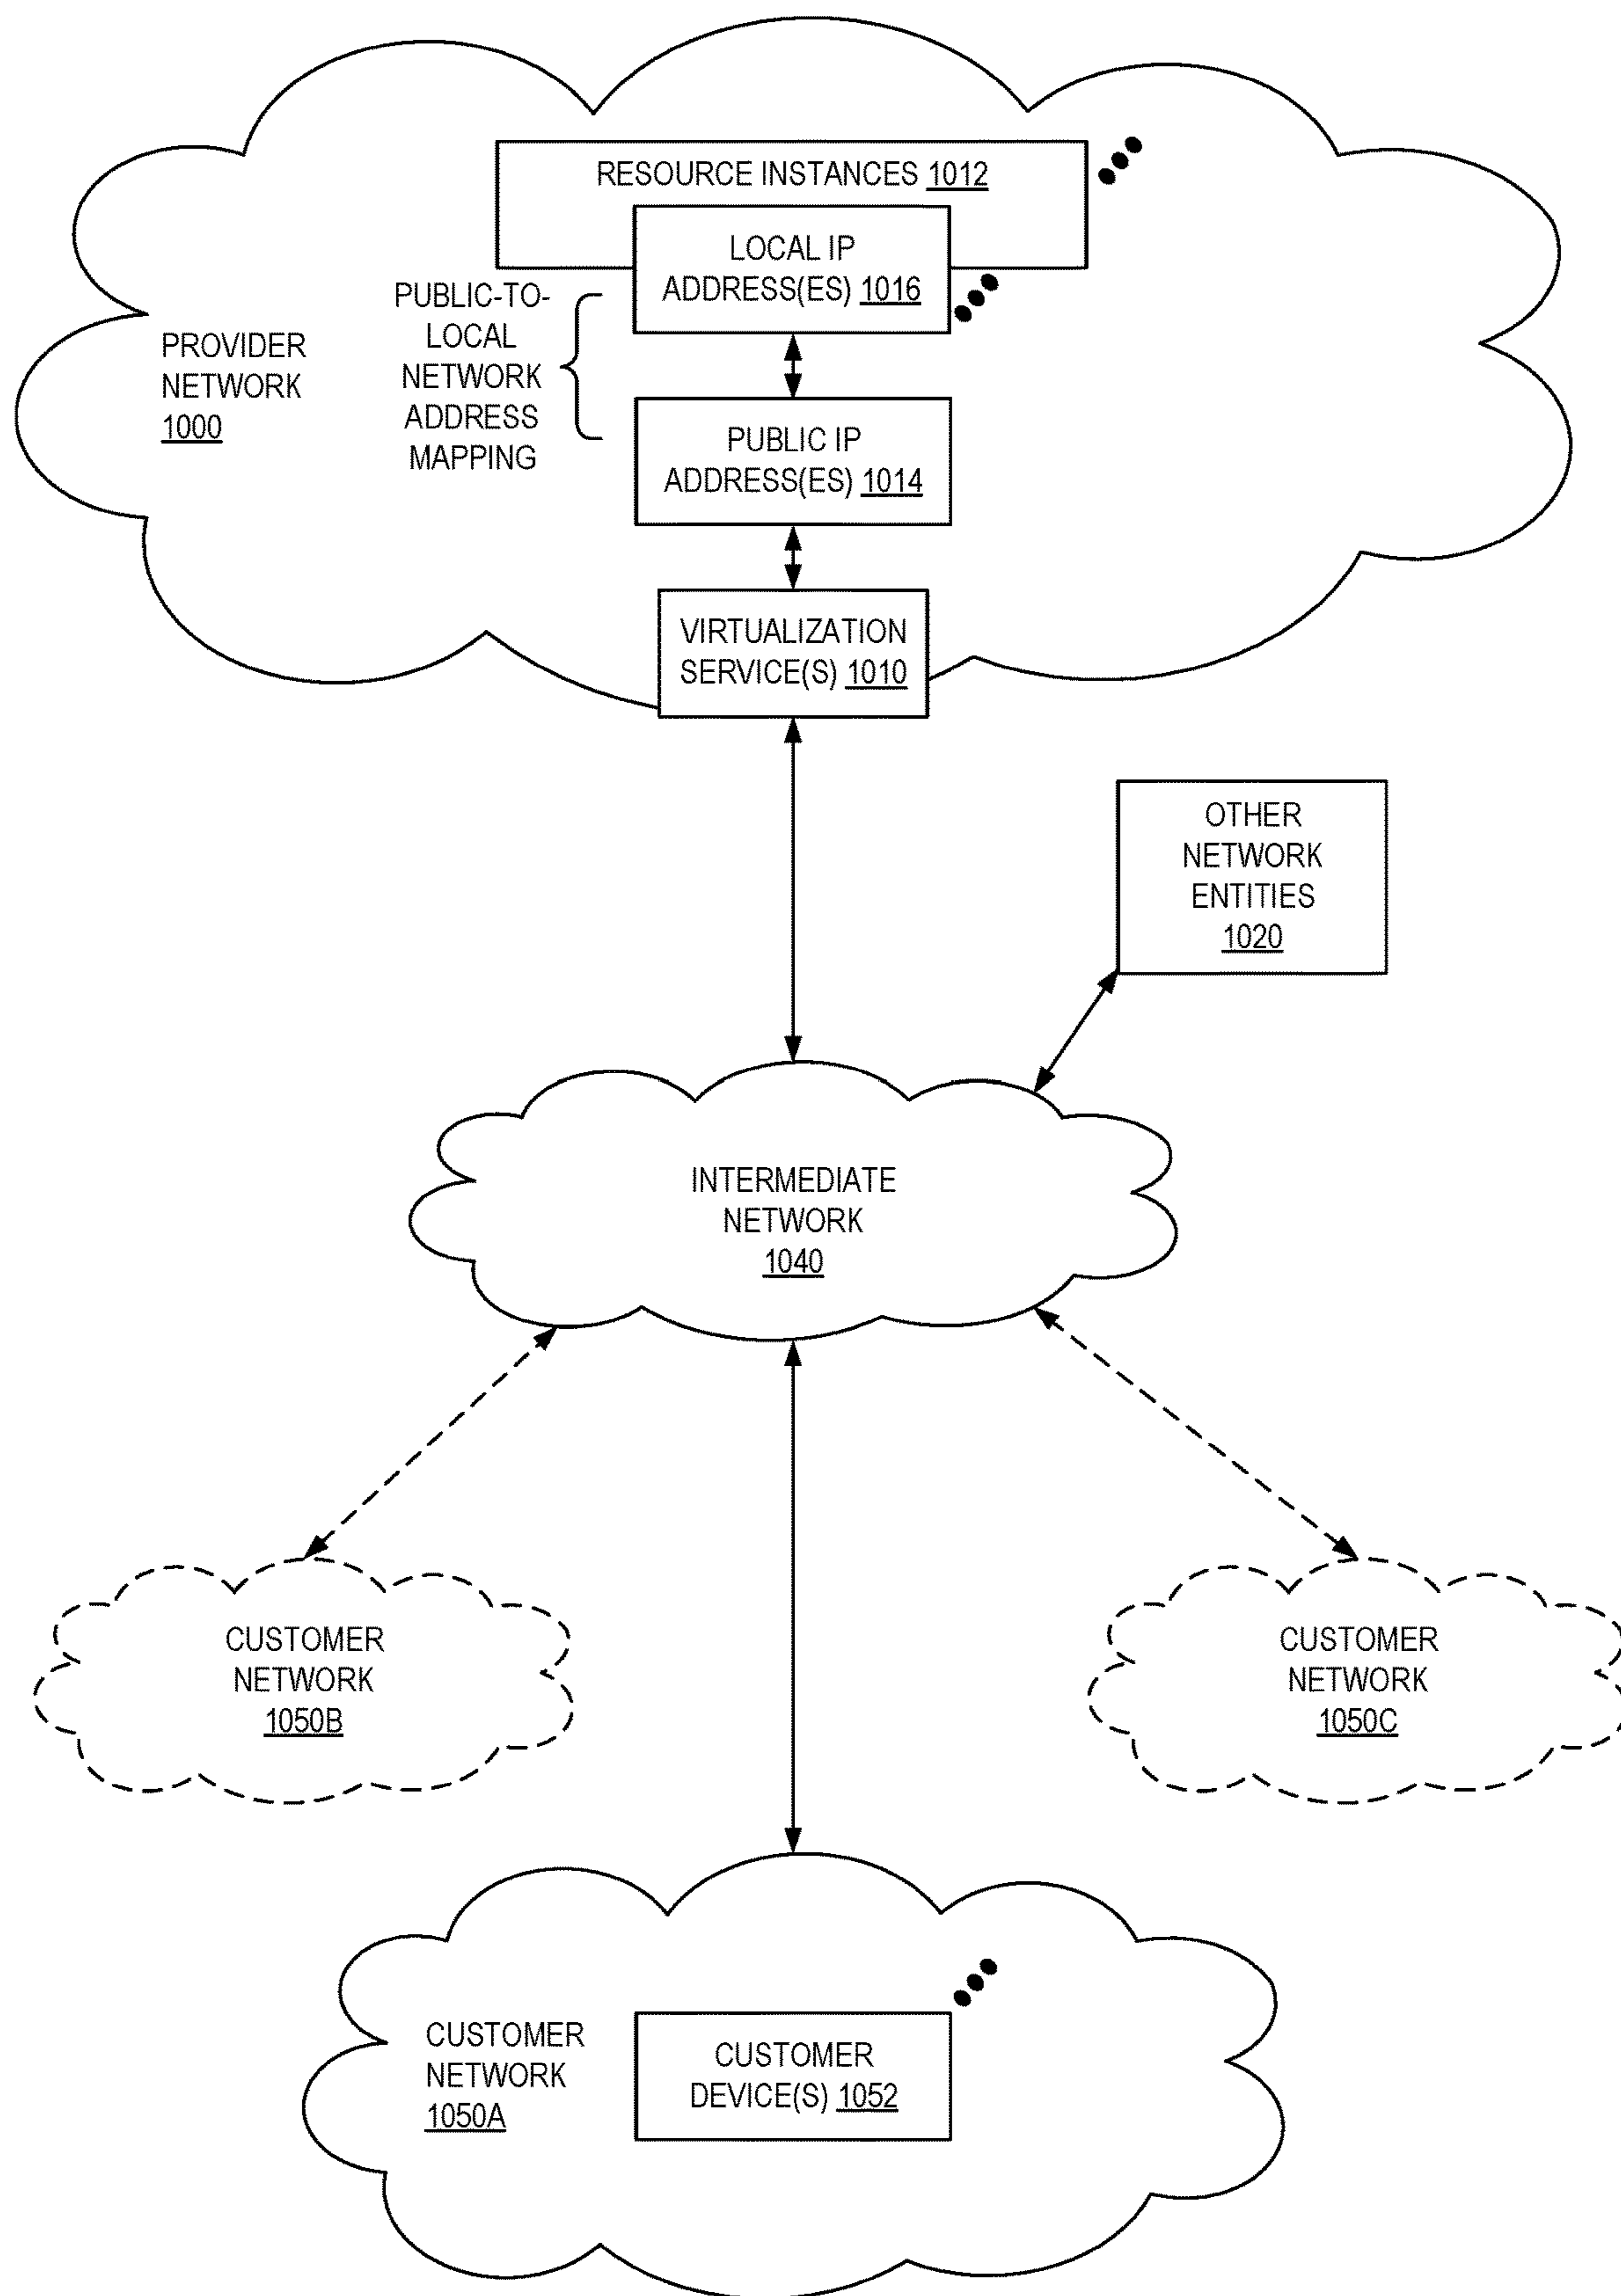 RESOURCE INSTANCES 1012
LOCAL IP
ADDRESS(ES) 1016
PUBLIC-TO-
LOCAL
NETWORK
ADDRESS
MAPPING
PROVIDER
NETWORK
1000
PUBLIC IP
ADDRESS(ES) 1014
VIRTUALIZATION
SERVICE(S) 1010
OTHER
NETWORK
ENTITIES
1020
INTERMEDIATE
NETWORK
1040
CUSTOMER
NETWORK
1050B
CUSTOMER
NETWORK
1050C
CUSTOMER
NETWORK
1050A
CUSTOMER
DEVICE(S) 1052